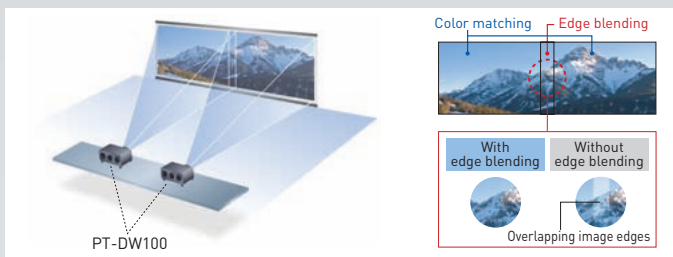 PT-DW100
Color matching
Edge blending
With
edge blending
Without
edge blending
Overlapping image edges